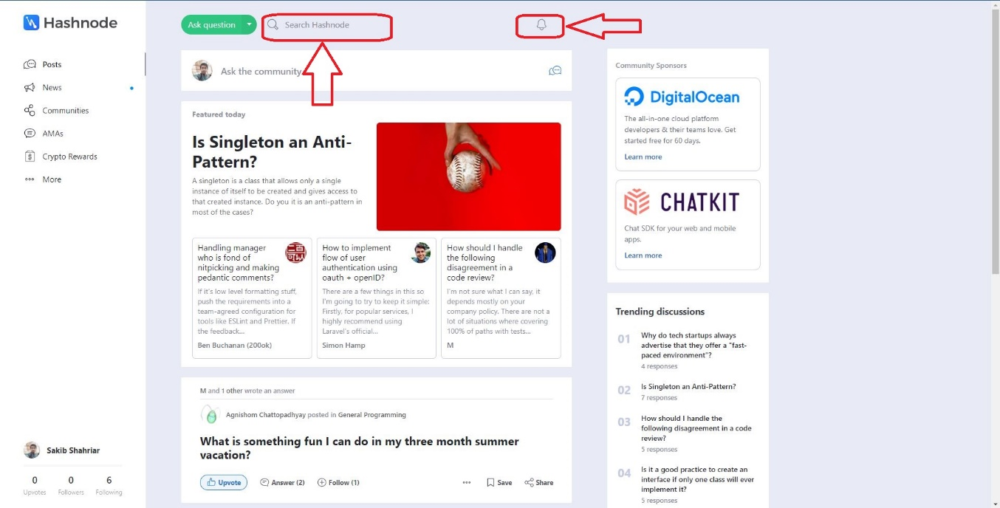 Hashnode
Posts
News
Communities
AMAs
Crypto Rewards
More
Sakib Shahriar
0 0 6
Upvotes Followers Following
Ask question
Search Hashnode
Ask the community
Featured today
Is Singleton an Anti-
Pattern?
A singleton is a class that allows only a single
instance of itself to be created and gives access to
that created instance. Do you it is an anti-pattern in
most of the cases?
Handling manager
who is fond of
nitpicking and making
pedantic comments?
If it's low level formatting stuff,
push the requirements into a
team-agreed configuration for
tools like ESLint and Prettier. If
the feedback...
Ben Buchanan (200ok)
How to implement
flow of user
authentication using
oauth + openID?
There are a few things in this so
I'm going to try to keep it simple:
Firstly, for popular services, I
highly recommend using
Laravel's official...
Simon Hamp
How should I handle
the following
disagreement in a
code review?
I'm not sure what I can say, it
depends mostly on your
company policy. There are not a
lot of situations where covering
100% of paths with tests...
M
M and 1 other wrote an answer
Agnishom Chattopadhyay posted in General Programming
What is something fun I can do in my three month summer
vacation?
Upvote Answer (2) Follow (1) Save Share
Community Sponsors
DigitalOcean
The all-in-one cloud platform
developers & their teams love. Get
started free for 60 days.
Learn more
CHATKIT
Chat SDK for your web and mobile
apps.
Learn more
Trending discussions
01 Why do tech startups always
advertise that they offer a "fast-
paced environment"?
4 responses
02 Is Singleton an Anti-Pattern?
7 responses
03 How should I handle the
following disagreement in a code
review?
5 responses
04 Is it a good practice to create an
interface if only one class will ever
implement it?
5 responses